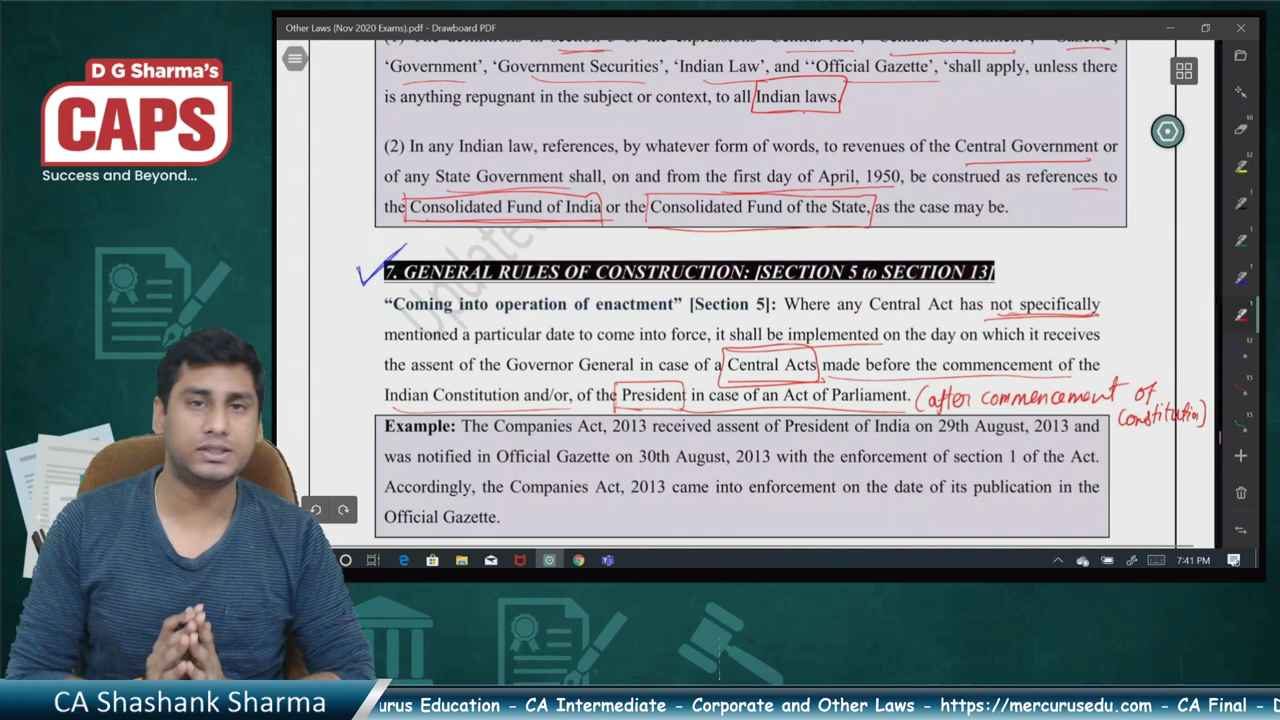 D G Sharma's
CAPS
Success and Beyond...
Other Laws (Nov 2020 Exams).pdf - Drawboard PDF
'Government', 'Government Securities', 'Indian Law', and ''Official Gazette', 'shall apply, unless there
is anything repugnant in the subject or context, to all Indian laws.
(2) In any Indian law, references, by whatever form of words, to revenues of the Central Government or
of any State Government shall, on and from the first day of April, 1950, be construed as references to
the Consolidated Fund of India or the Consolidated Fund of the State, as the case may be.
Updated
7. GENERAL RULES OF CONSTRUCTION: [SECTION 5 to SECTION 13]
"Coming into operation of enactment" [Section 5]: Where any Central Act has not specifically
mentioned a particular date to come into force, it shall be implemented on the day on which it receives
the assent of the Governor General in case of a Central Acts made before the commencement of the
Indian Constitution and/or, of the President in case of an Act of Parliament. (after commencement of
constitution)
Example: The Companies Act, 2013 received assent of President of India on 29th August, 2013 and
was notified in Official Gazette on 30th August, 2013 with the enforcement of section 1 of the Act.
Accordingly, the Companies Act, 2013 came into enforcement on the date of its publication in the
Official Gazette.
7:41 PM
CA Shashank Sharma
urus Education - CA Intermediate - Corporate and Other Laws - https://mercurusedu.com - CA Final -